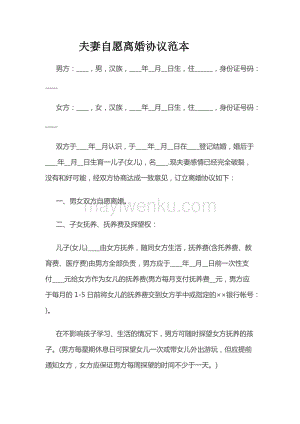 夫妻自愿离婚协议范本
男方：____，男，汉族，____年__月__日生，住_____，身份证号码：
......
女方：____，女，汉族，____年__月__日生，住_____，身份证号码：
......
双方于____年__月认识，于____年__月__日在____登记结婚，婚后于
____年__月__日生育一儿子(女儿)，名____.现夫妻感情已经完全破裂，
没有和好可能，经双方协商达成一致意见，订立离婚协议如下：
一、男女双方自愿离婚。
二、子女抚养、抚养费及探望权：
儿子(女儿)____由女方抚养，随同女方生活，抚养费(含托养费、教
育费、医疗费)由男方全部负责，男方应于____年__月__日前一次性支
付____元给女方作为女儿的抚养费(男方每月支付抚养费__元，男方应
于每月的1-5日前将女儿的抚养费交到女方手中或指定的××银行帐号：
)。
在不影响孩子学习、生活的情况下，男方可随时探望女方抚养的孩
子。(男方每星期休息日可探望女儿一次或带女儿外出游玩，但应提前
通知女方，女方应保证男方每周探望的时间不少于一天。)
mayiwenku.com